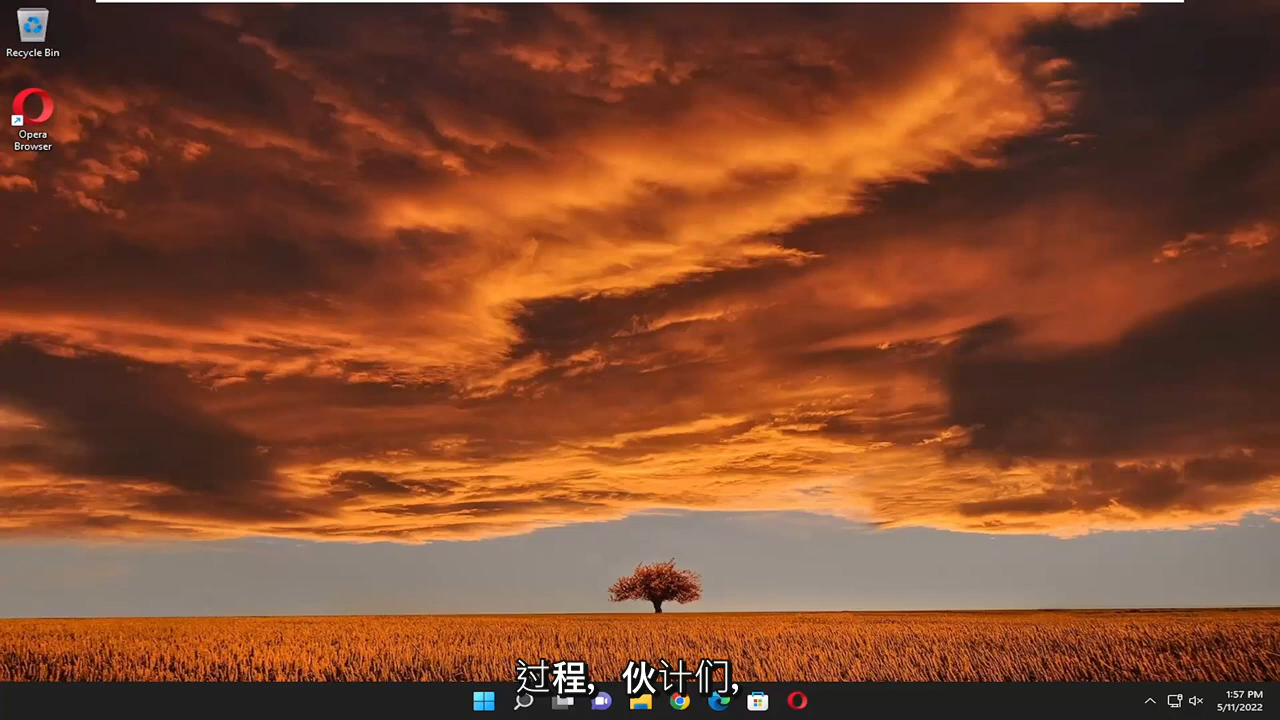 Recycle Bin
Opera
Browser
过程, 伙计们,
1:57 PM
5/11/2022